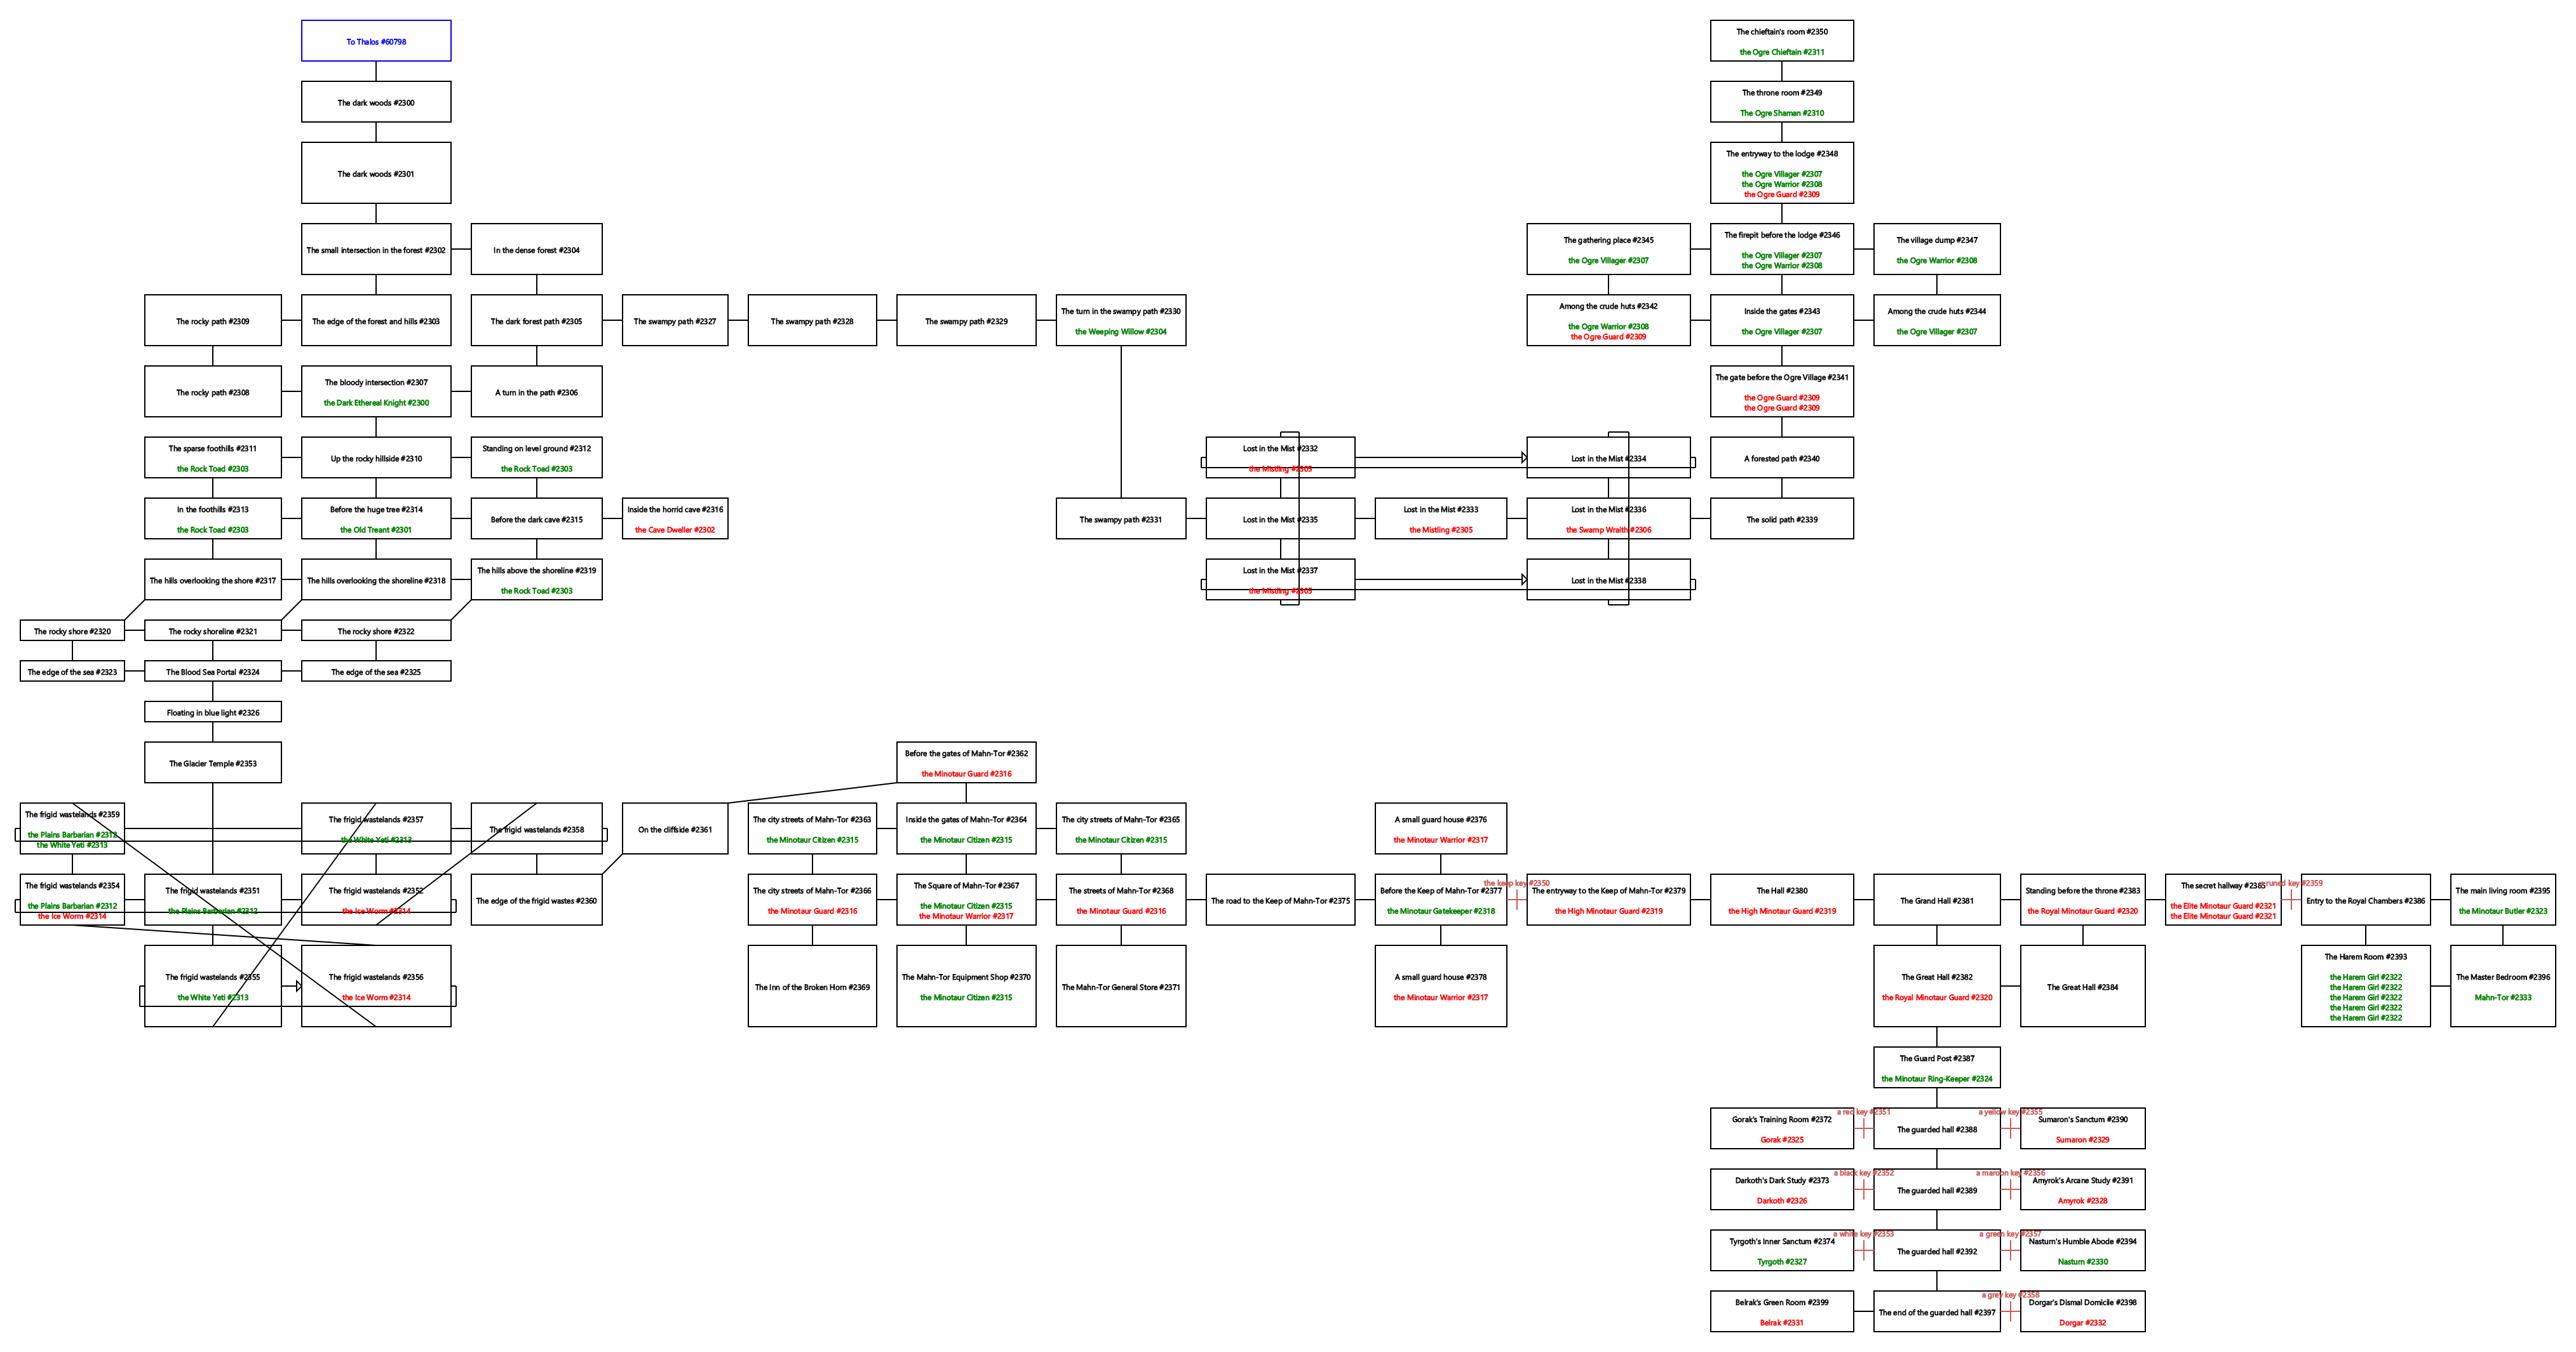 To Thalos #60798
The chieftain's room #2350
the Ogre Chieftain #2311
The dark woods #2300
The throne room #2349
The Ogre Shaman #2310
The dark woods #2301
The entryway to the lodge #2348
the Ogre Villager #2307
the Ogre Warrior #2308
the Ogre Guard #2309
The small intersection in the forest #2302
In the dense forest #2304
The gathering place #2345
the Ogre Villager #2307
The firepit before the lodge #2346
the Ogre Villager #2307
the Ogre Warrior #2308
The village dump #2347
the Ogre Warrior #2308
The rocky path #2309
The edge of the forest and hills #2303
The dark forest path #2305
The swampy path #2327
The swampy path #2328
The swampy path #2329
The turn in the swampy path #2330
the Weeping Willow #2304
Among the crude huts #2342
the Ogre Warrior #2308
the Ogre Guard #2309
Inside the gates #2343
the Ogre Villager #2307
Among the crude huts #2344
the Ogre Villager #2307
The rocky path #2308
The bloody intersection #2307
the Dark Ethereal Knight #2300
A turn in the path #2306
The gate before the Ogre Village #2341
the Ogre Guard #2309
the Ogre Guard #2309
The sparse foothills #2311
the Rock Toad #2303
Up the rocky hillside #2310
Standing on level ground #2312
the Rock Toad #2303
Lost in the Mist #2332
the Mistling #2305
Lost in the Mist #2334
A forested path #2340
In the foothills #2313
the Rock Toad #2303
Before the huge tree #2314
the Old Treant #2301
Before the dark cave #2315
Inside the horrid cave #2316
the Cave Dweller #2302
The swampy path #2331
Lost in the Mist #2335
Lost in the Mist #2333
the Mistling #2305
Lost in the Mist #2336
the Swamp Wraith #2306
The solid path #2339
The hills overlooking the shore #2317
The hills overlooking the shoreline #2318
The hills above the shoreline #2319
the Rock Toad #2303
Lost in the Mist #2337
the Mistling #2305
Lost in the Mist #2338
The rocky shore #2320
The rocky shoreline #2321
The rocky shore #2322
The edge of the sea #2323
The Blood Sea Portal #2324
The edge of the sea #2325
Floating in blue light #2326
The Glacier Temple #2353
Before the gates of Mahn-Tor #2362
the Minotaur Guard #2316
The frigid wastelands #2359
the Plains Barbarian #2312
the White Yeti #2313
The frigid wastelands #2357
the White Yeti #2313
The frigid wastelands #2358
On the cliffside #2361
The city streets of Mahn-Tor #2363
the Minotaur Citizen #2315
Inside the gates of Mahn-Tor #2364
the Minotaur Citizen #2315
The city streets of Mahn-Tor #2365
the Minotaur Citizen #2315
A small guard house #2376
the Minotaur Warrior #2317
The frigid wastelands #2354
the Plains Barbarian #2312
the Ice Worm #2314
The frigid wastelands #2351
the Plains Barbarian #2312
The frigid wastelands #2352
the Ice Worm #2314
The edge of the frigid wastes #2360
The city streets of Mahn-Tor #2366
the Minotaur Guard #2316
The Square of Mahn-Tor #2367
the Minotaur Citizen #2315
the Minotaur Warrior #2317
The streets of Mahn-Tor #2368
the Minotaur Guard #2316
The road to the Keep of Mahn-Tor #2375
Before the Keep of Mahn-Tor #2377
the Minotaur Gatekeeper #2318
the keep key #2350
The entryway to the Keep of Mahn-Tor #2379
the High Minotaur Guard #2319
The Hall #2380
the High Minotaur Guard #2319
The Grand Hall #2381
Standing before the throne #2383
the Royal Minotaur Guard #2320
The secret hallway #2385
the Elite Minotaur Guard #2321
the Elite Minotaur Guard #2321
runed key #2359
Entry to the Royal Chambers #2386
The main living room #2395
the Minotaur Butler #2323
The frigid wastelands #2355
the White Yeti #2313
The frigid wastelands #2356
the Ice Worm #2314
The Inn of the Broken Horn #2369
The Mahn-Tor Equipment Shop #2370
the Minotaur Citizen #2315
The Mahn-Tor General Store #2371
A small guard house #2378
the Minotaur Warrior #2317
The Great Hall #2382
the Royal Minotaur Guard #2320
The Great Hall #2384
The Harem Room #2393
the Harem Girl #2322
the Harem Girl #2322
the Harem Girl #2322
the Harem Girl #2322
the Harem Girl #2322
The Master Bedroom #2396
Mahn-Tor #2333
The Guard Post #2387
the Minotaur Ring-Keeper #2324
Gorak's Training Room #2372
Gorak #2325
a red key #2351
The guarded hall #2388
a yellow key #2355
Sumaron's Sanctum #2390
Sumaron #2329
Darkoth's Dark Study #2373
Darkoth #2326
a black key #2352
The guarded hall #2389
a maroon key #2356
Amyrok's Arcane Study #2391
Amyrok #2328
Tyrgoth's Inner Sanctum #2374
Tyrgoth #2327
a white key #2353
The guarded hall #2392
a green key #2357
Nasturn's Humble Abode #2394
Nasturn #2330
Belrak's Green Room #2399
Belrak #2331
The end of the guarded hall #2397
a grey key #2358
Dorgar's Dismal Domicile #2398
Dorgar #2332